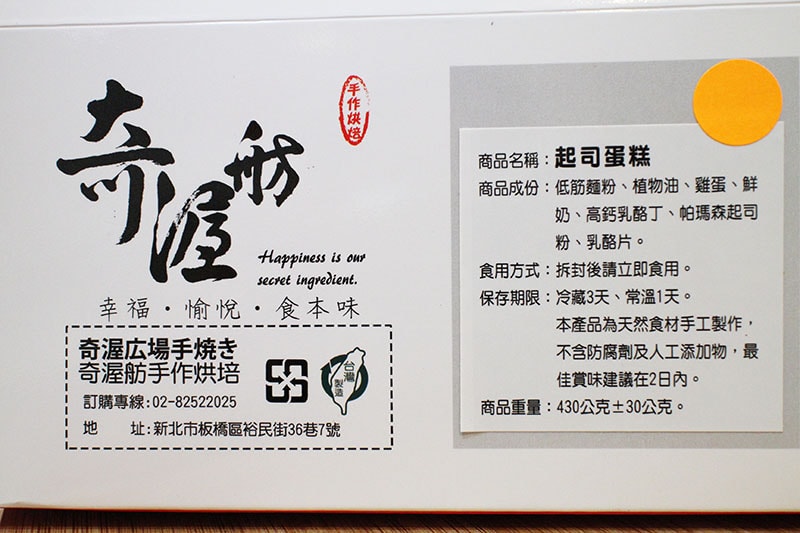 奇渥舫
手作烘焙
Happiness is our
secret ingredient.
幸福・愉悅・食本味
奇渥広場手焼き
奇渥舫手作烘培
訂購專線:02-82522025
地　址:新北市板橋區裕民街36巷7號
台灣
製造
商品名稱：起司蛋糕
商品成份：低筋麵粉、植物油、雞蛋、鮮
奶、高鈣乳酪丁、帕瑪森起司
粉、乳酪片。
食用方式：拆封後請立即食用。
保存期限：冷藏3天、常溫1天。
本產品為天然食材手工製作，
不含防腐劑及人工添加物，最
佳賞味建議在2日內。
商品重量：430公克±30公克。